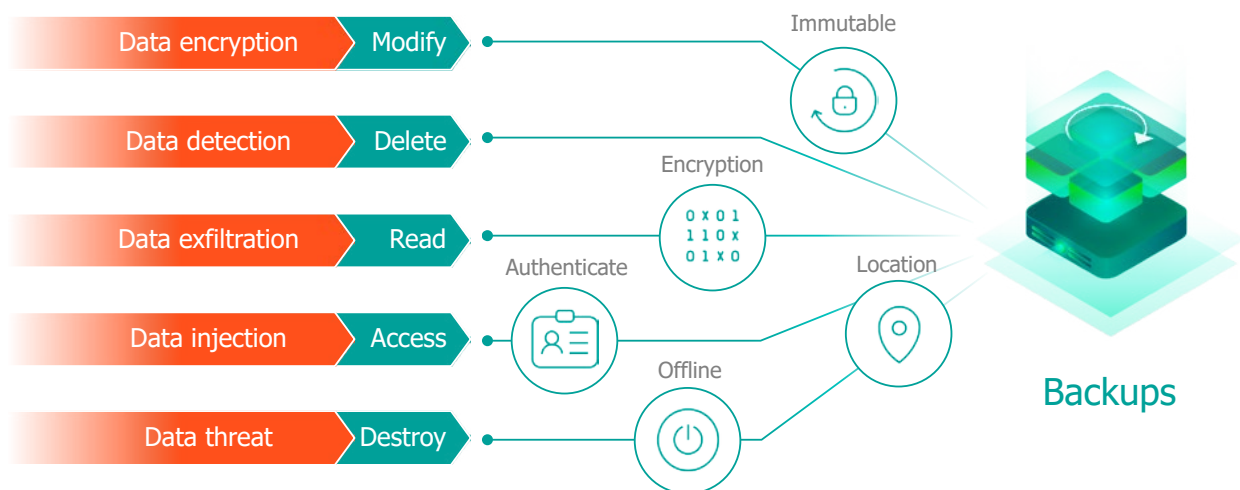 Data encryption Modify
Immutable
Data detection Delete
Encryption
0 X 0 1
1 1 0 X
0 1 X 0
Data exfiltration Read
Authenticate
Location
Data injection Access
Offline
Backups
Data threat Destroy